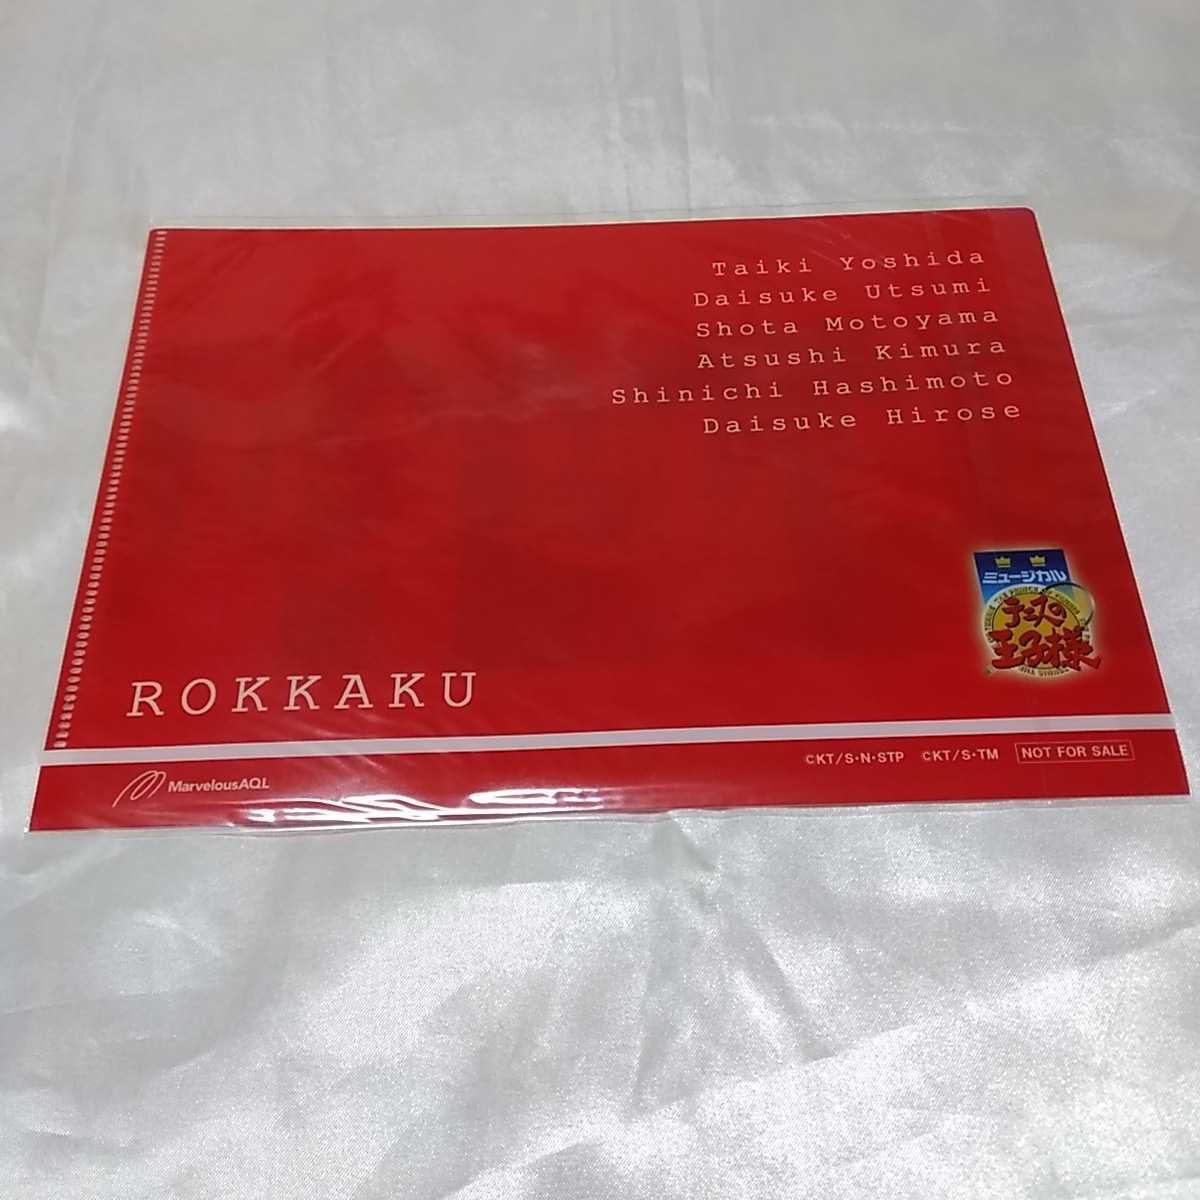 Taiki Yoshida
Daisuke Utsumi
Shota Motoyama
Atsushi Kimura
Shinichi Hashimoto
Daisuke Hirose
ミュージカル
テニスの
王子様
ROKKAKU
MarvelousAQL
©KT/S・N・STP ©KT/S・TM NOT FOR SALE